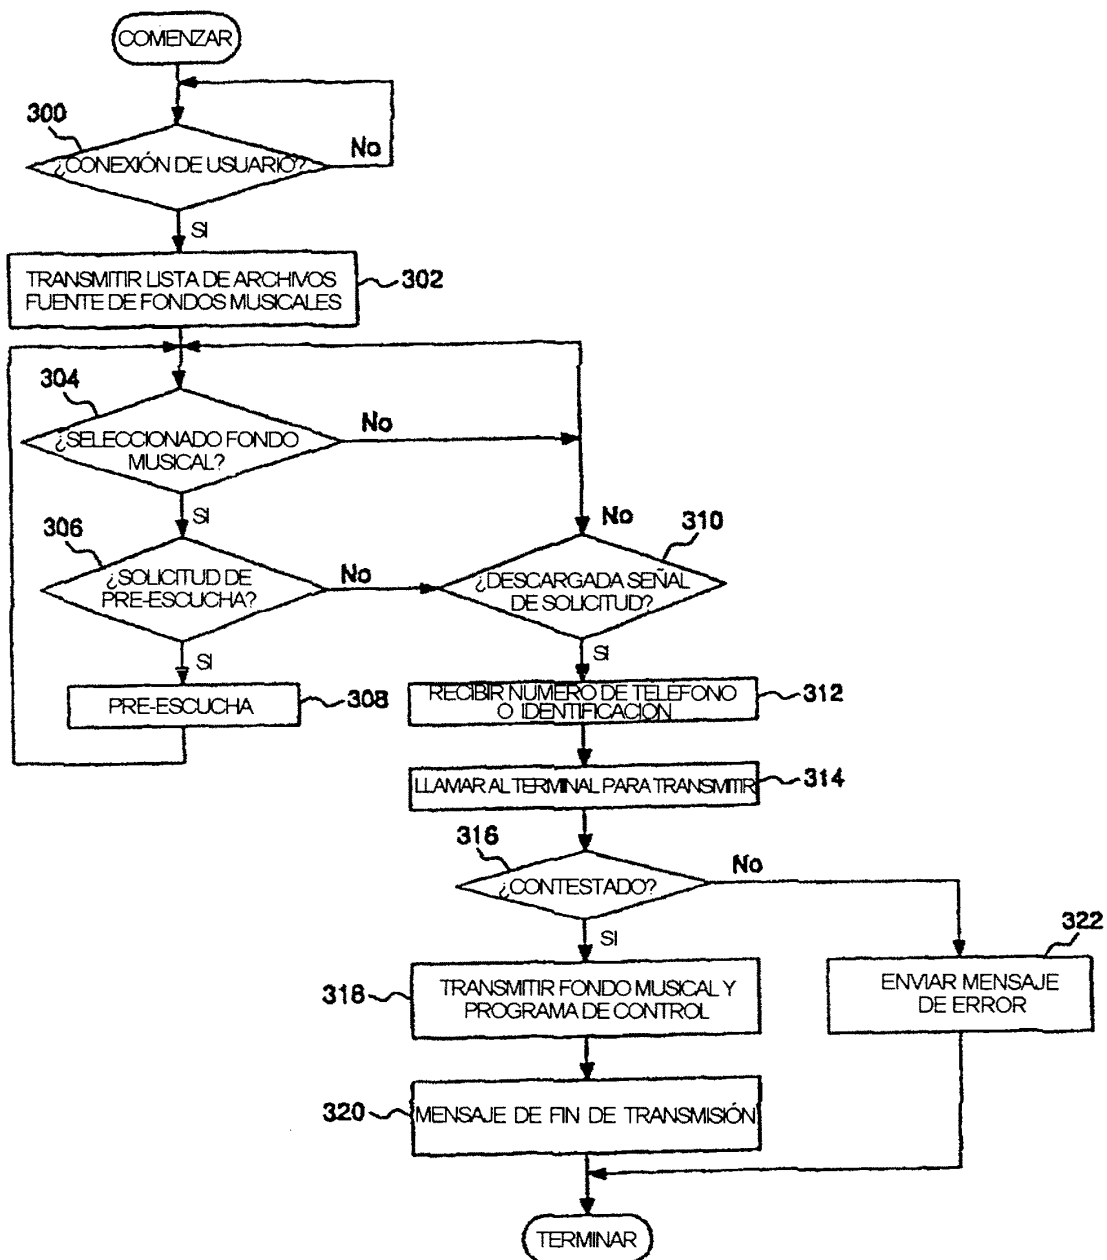 COMENZAR
300
¿CONEXIÓN DE USUARIO?
No
SI
TRANSMITIR LISTA DE ARCHIVOS
FUENTE DE FONDOS MUSICALES
302
304
¿SELECCIONADO FONDO
MUSICAL?
No
SI
306
¿SOLICITUD DE
PRE-ESCUCHA?
No
SI
PRE-ESCUCHA
308
No
310
¿DESCARGADA SEÑAL
DE SOLICITUD?
SI
RECIBIR NUMERO DE TELEFONO
O IDENTIFICACION
312
LLAMAR AL TERMINAL PARA TRANSMITIR
314
316
¿CONTESTADO?
No
SI
318
TRANSMITIR FONDO MUSICAL Y
PROGRAMA DE CONTROL
322
ENVIAR MENSAJE
DE ERROR
320
MENSAJE DE FIN DE TRANSMISIÓN
TERMINAR